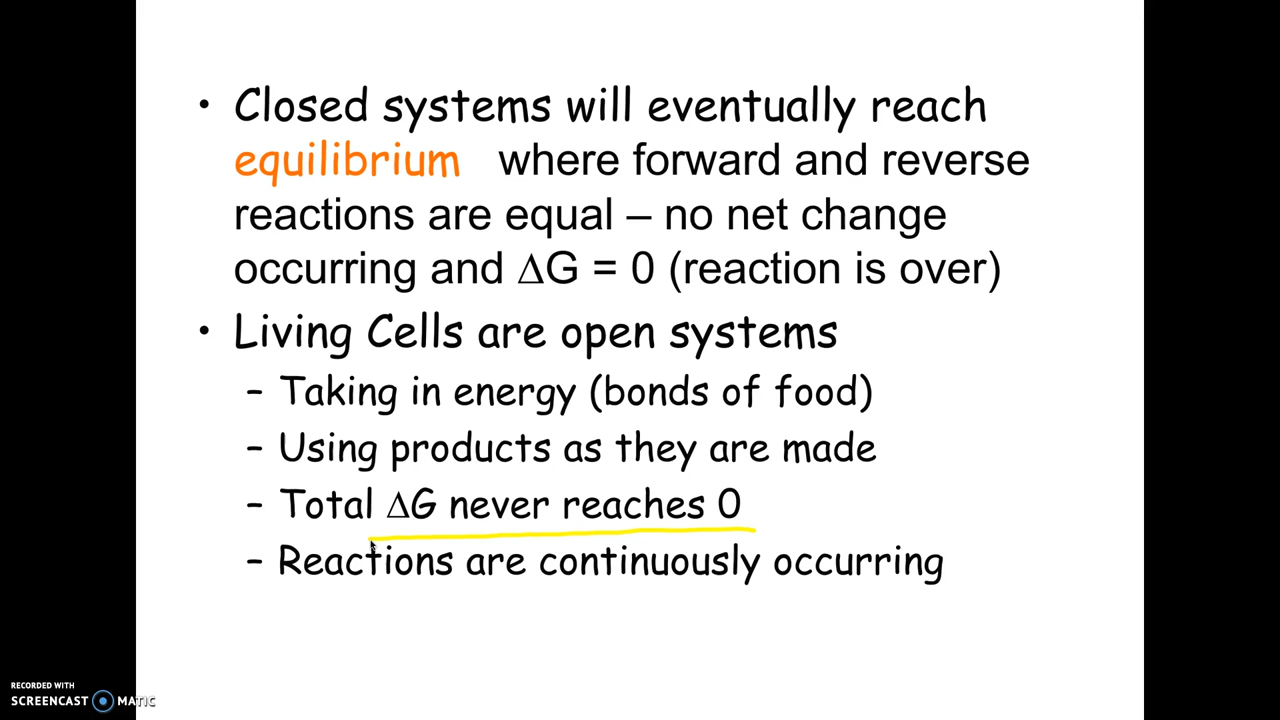 • Closed systems will eventually reach
equilibrium where forward and reverse
reactions are equal – no net change
occurring and ∆G = 0 (reaction is over)
• Living Cells are open systems
– Taking in energy (bonds of food)
– Using products as they are made
– Total ∆G never reaches 0
– Reactions are continuously occurring
RECORDED WITH
SCREENCAST MATIC